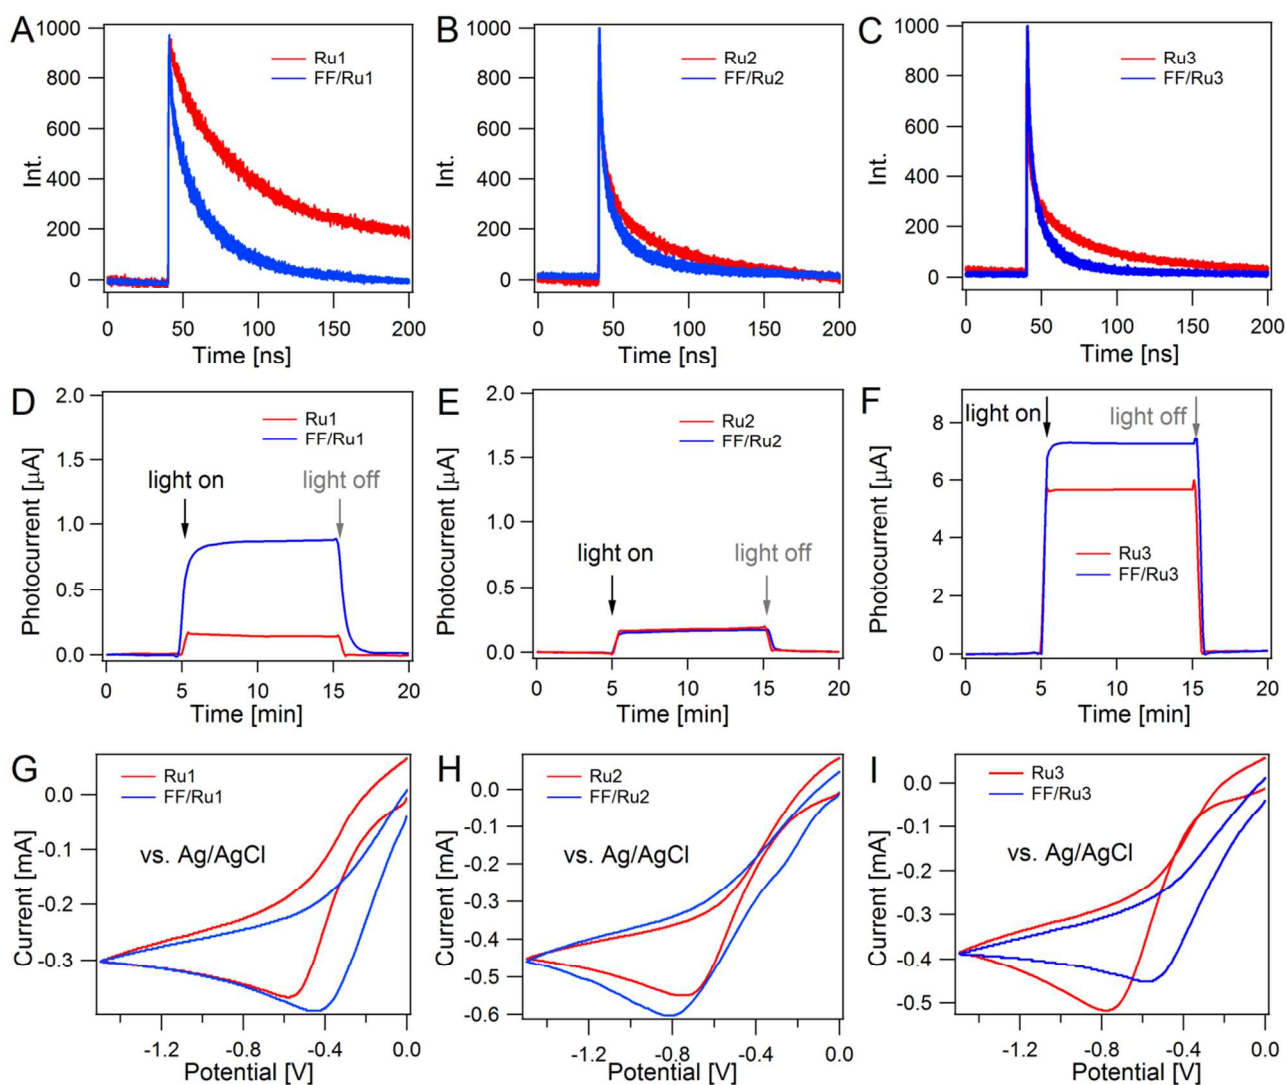 A
1000
800
600
400
200
0
Int.
Ru1
FF/Ru1
0 50 100 150 200
Time [ns]
B
1000
800
600
400
200
0
Int.
Ru2
FF/Ru2
0 50 100 150 200
Time [ns]
C
1000
800
600
400
200
0
Int.
Ru3
FF/Ru3
0 50 100 150 200
Time [ns]
D
2.0
1.5
1.0
0.5
0.0
Photocurrent [µA]
Ru1
FF/Ru1
light on
light off
0 5 10 15 20
Time [min]
E
2.0
1.5
1.0
0.5
0.0
Photocurrent [µA]
Ru2
FF/Ru2
light on
light off
0 5 10 15 20
Time [min]
F
8
6
4
2
0
Photocurrent [µA]
light on
light off
Ru3
FF/Ru3
0 5 10 15 20
Time [min]
G
0.0
-0.1
-0.2
-0.3
Current [mA]
Ru1
FF/Ru1
vs. Ag/AgCl
-1.2 -0.8 -0.4 0.0
Potential [V]
H
0.0
-0.1
-0.2
-0.3
-0.4
-0.5
-0.6
Current [mA]
Ru2
FF/Ru2
vs. Ag/AgCl
-1.2 -0.8 -0.4 0.0
Potential [V]
I
0.0
-0.1
-0.2
-0.3
-0.4
-0.5
Current [mA]
Ru3
FF/Ru3
vs. Ag/AgCl
-1.2 -0.8 -0.4 0.0
Potential [V]